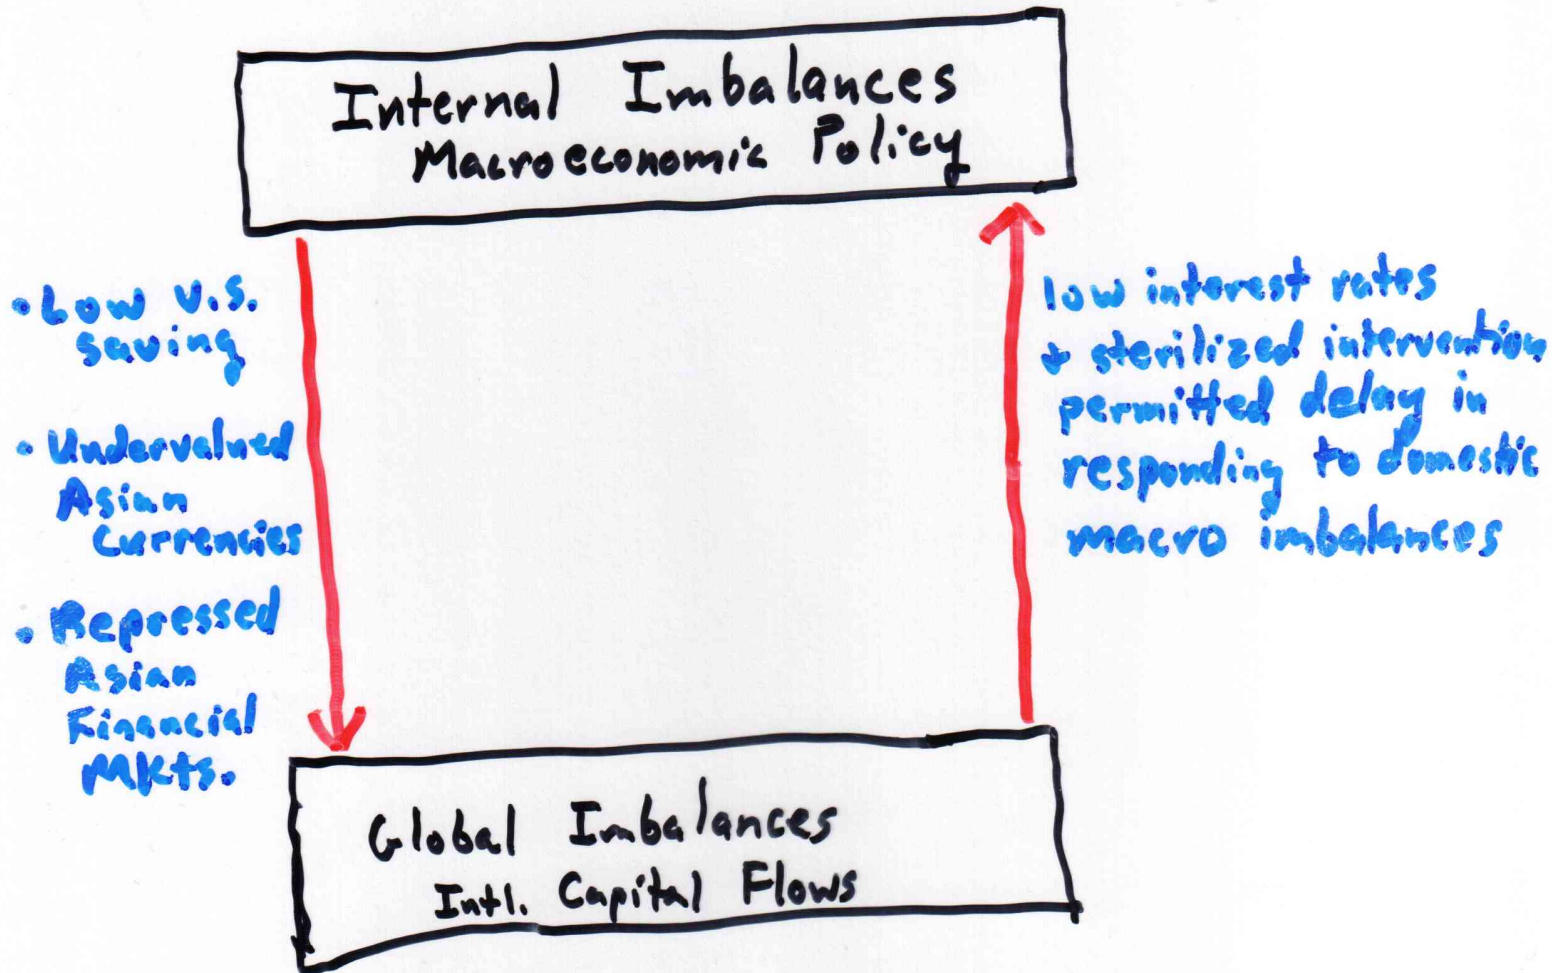 Internal Imbalances
Macroeconomic Policy
• Low U.S.
saving
• Undervalued
Asian
Currencies
• Repressed
Asian
Financial
Mkts.
low interest rates
+ sterilized intervention
permitted delay in
responding to domestic
macro imbalances
Global Imbalances
Intl. Capital Flows